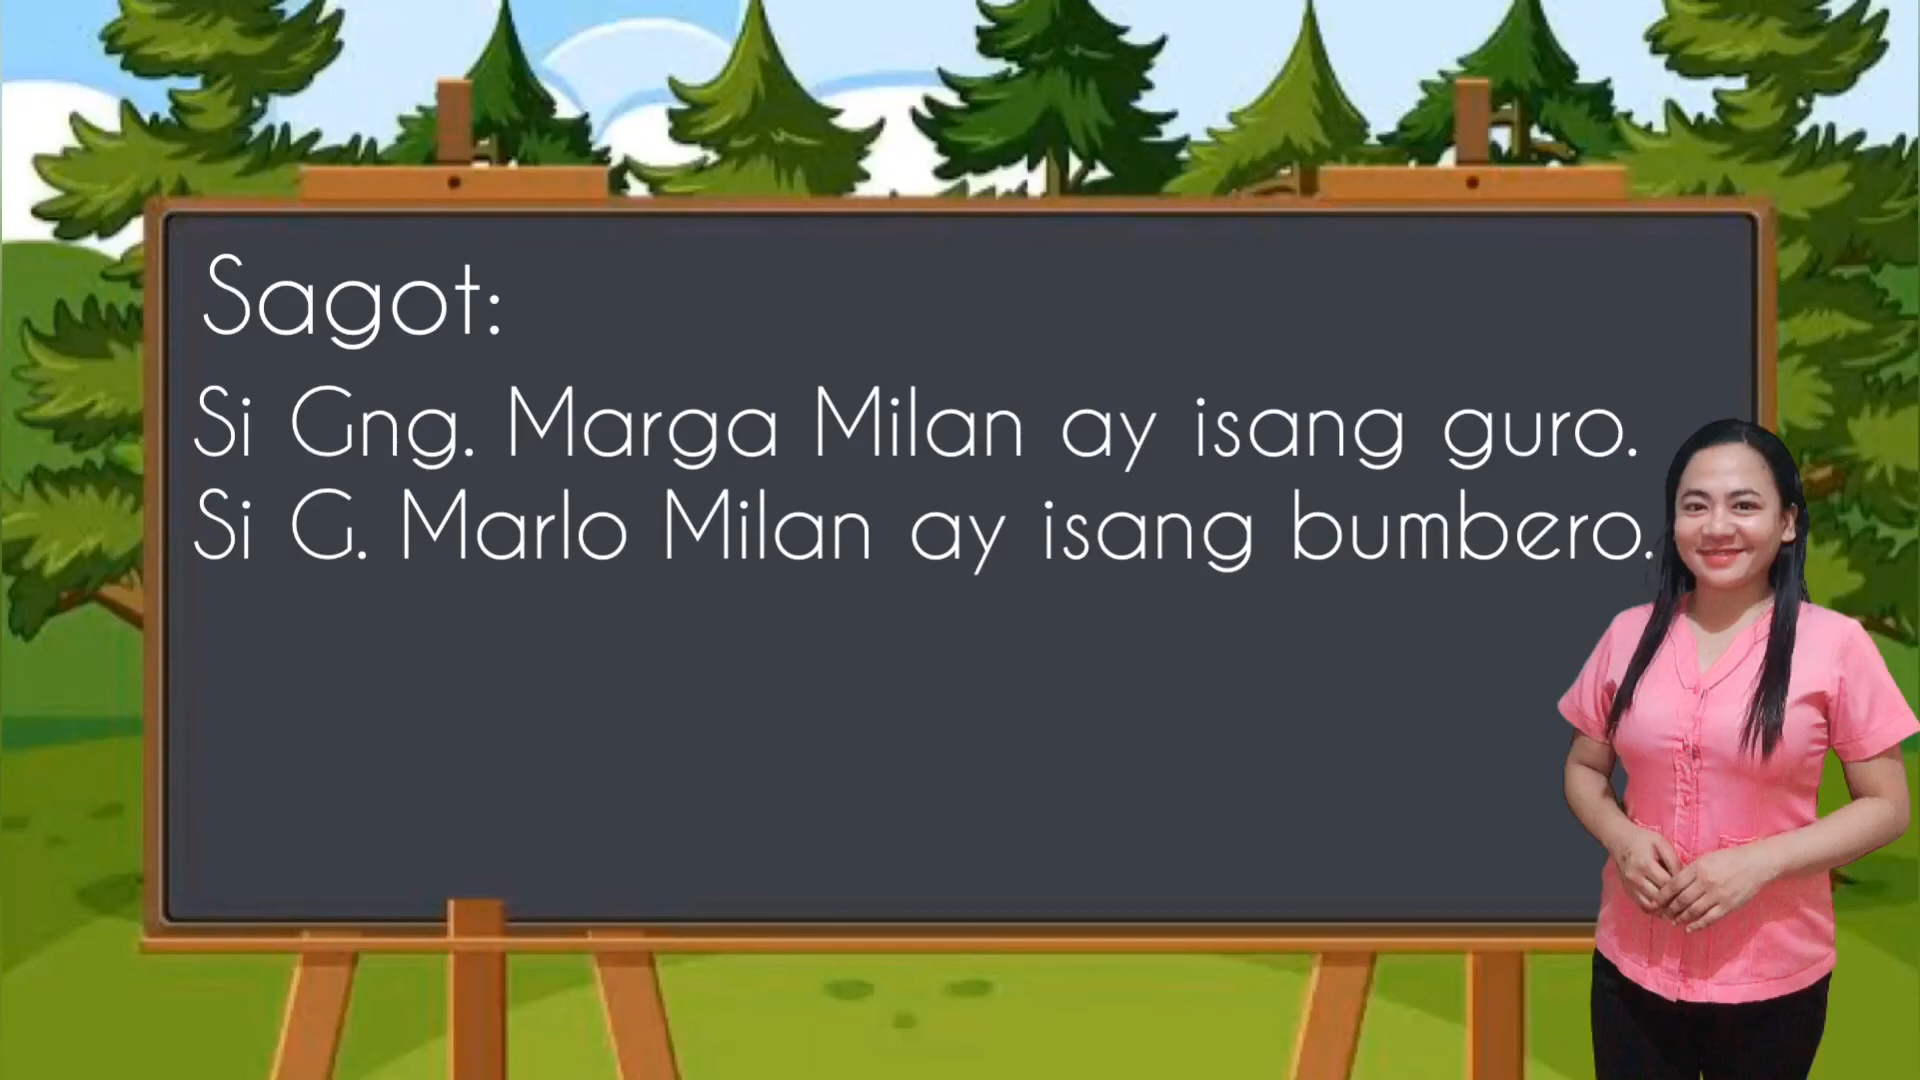 Sagot:
Si Gng. Marga Milan ay isang guro.
Si G. Marlo Milan ay isang bumbero.